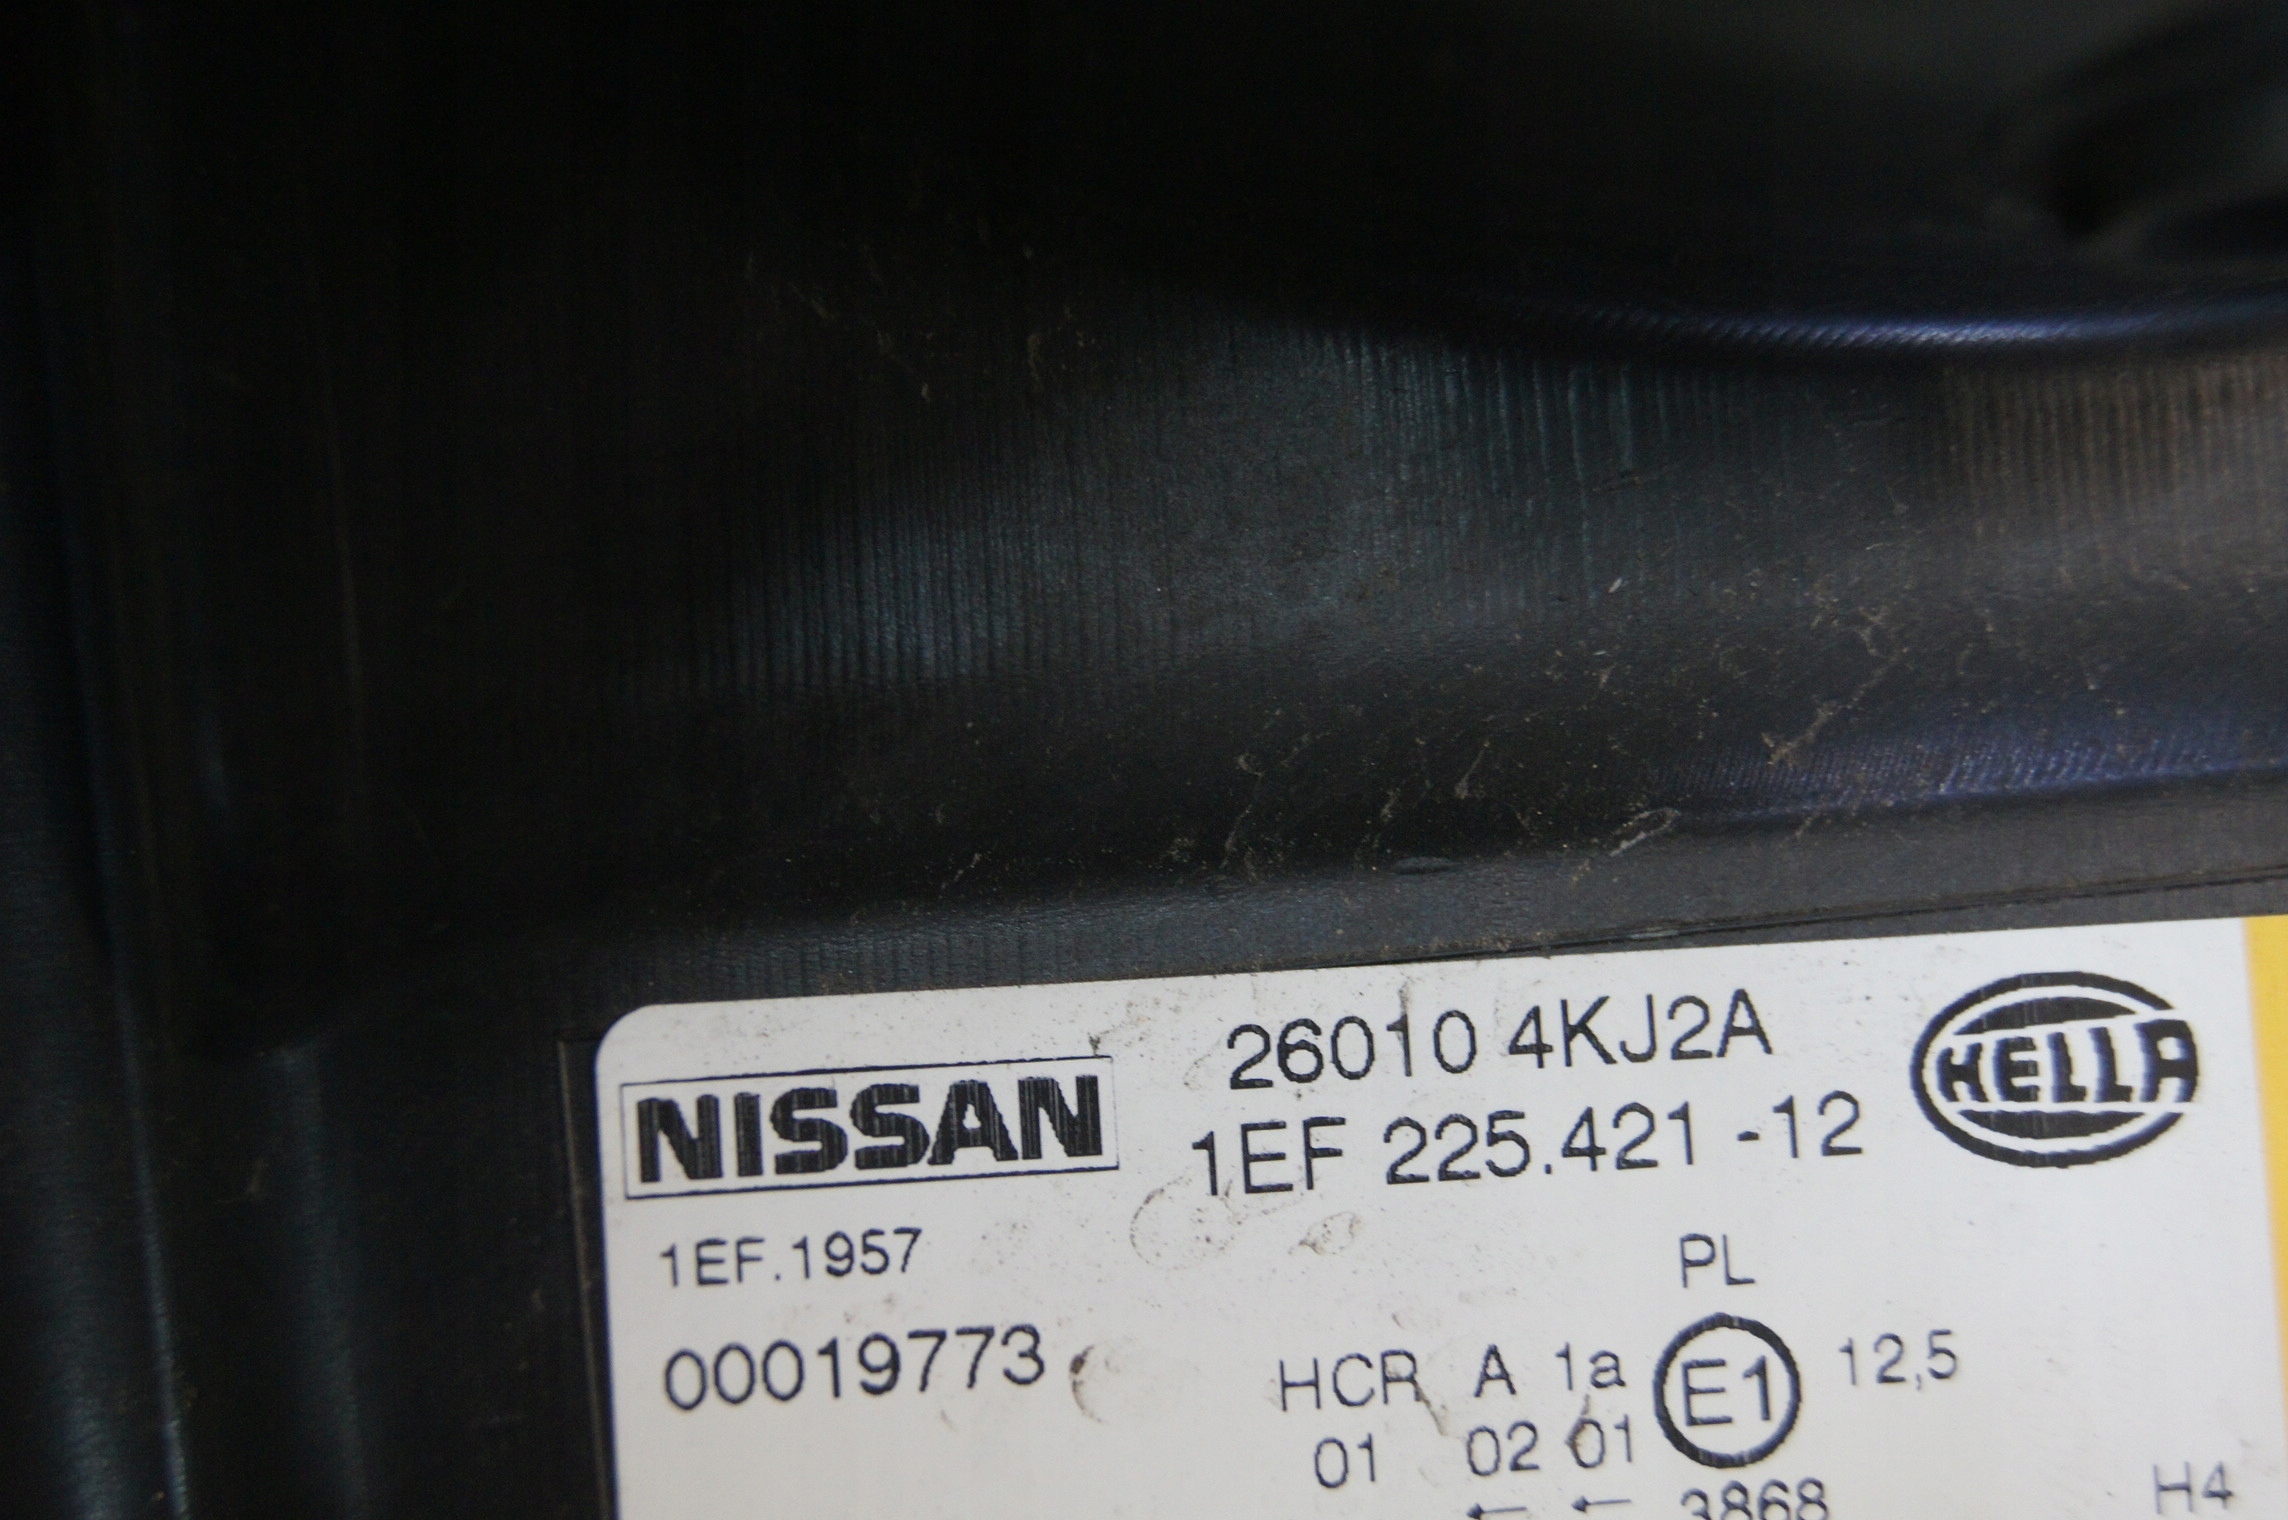 NISSAN
26010 4KJ2A
1EF 225.421 -12
HELLA
1EF.1957
PL
00019773
HCR A 1a E1 12,5
01 02 01
← ← 3868
H4